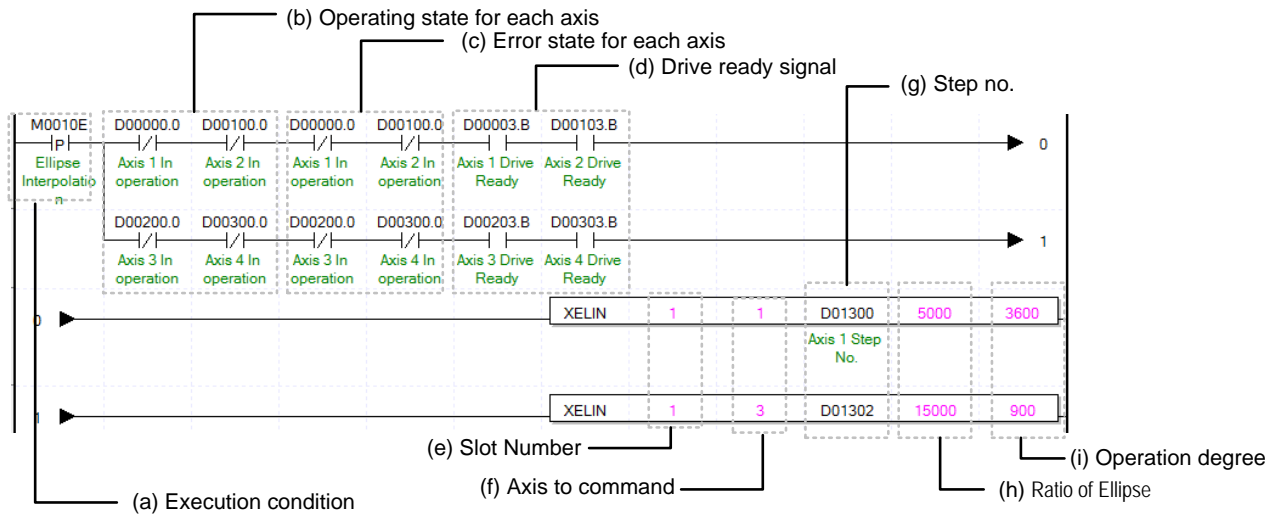 (b) Operating state for each axis
(c) Error state for each axis
(d) Drive ready signal
(g) Step no.
M0010E D00000.0 D00100.0 D00000.0 D00100.0 D00003.B D00103.B
P 0
Ellipse Axis 1 In Axis 2 In Axis 1 In Axis 2 In Axis 1 Drive Axis 2 Drive
Interpolatio operation operation operation operation Ready Ready
n
D00200.0 D00300.0 D00200.0 D00300.0 D00203.B D00303.B
1
Axis 3 In Axis 4 In Axis 3 In Axis 4 In Axis 3 Drive Axis 4 Drive
operation operation operation operation Ready Ready
0 XELIN 1 1 D01300 5000 3600
Axis 1 Step
No.
1 XELIN 1 3 D01302 15000 900
(e) Slot Number
(i) Operation degree
(f) Axis to command
(h) Ratio of Ellipse
(a) Execution condition